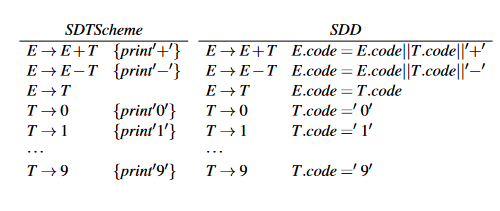 SDTScheme SDD
E → E + T {print′+′} E → E + T E.code = E.code||T.code||′+′
E → E − T {print′−′} E → E − T E.code = E.code||T.code||′−′
E → T E → T E.code = T.code
T → 0 {print′0′} T → 0 T.code =′ 0′
T → 1 {print′1′} T → 1 T.code =′ 1′
⋯ ...
T → 9 {print′9′} T → 9 T.code =′ 9′